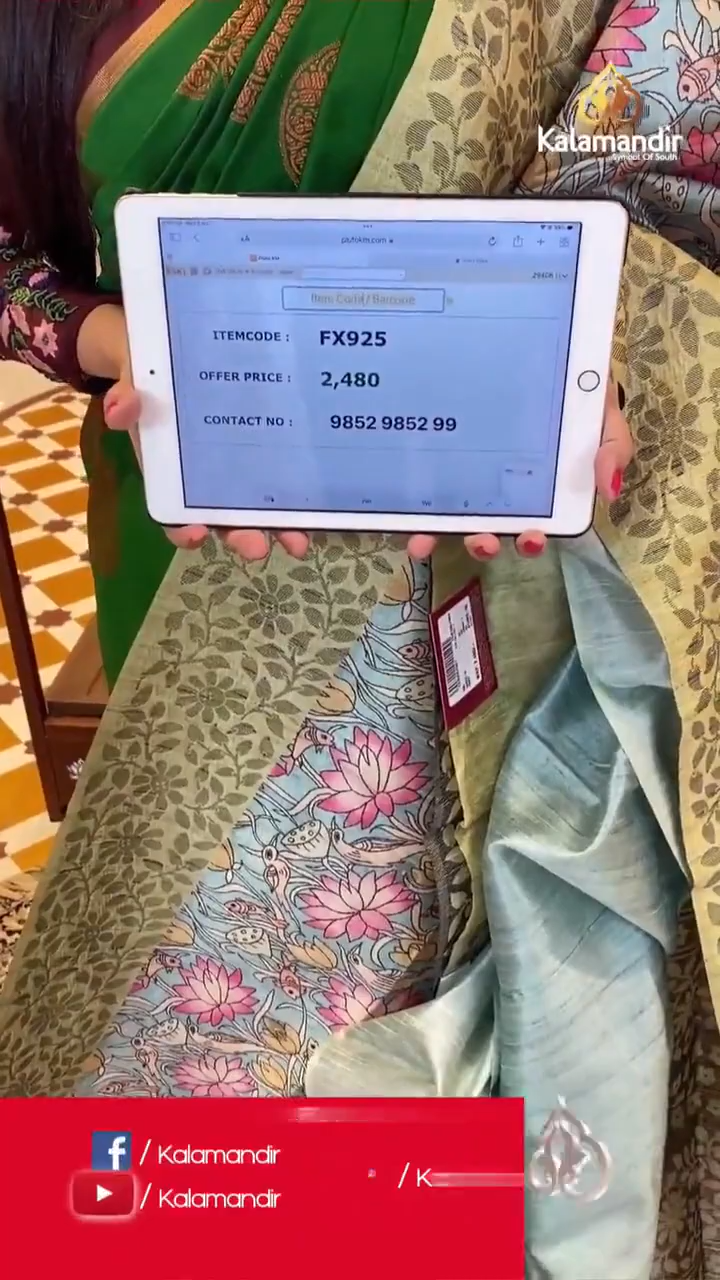 Kalamandir
Symbol Of South
Item Code/ Barcode
ITEMCODE : FX925
OFFER PRICE : 2,480
CONTACT NO : 9852 9852 99
f / Kalamandir
/ K
/ Kalamandir